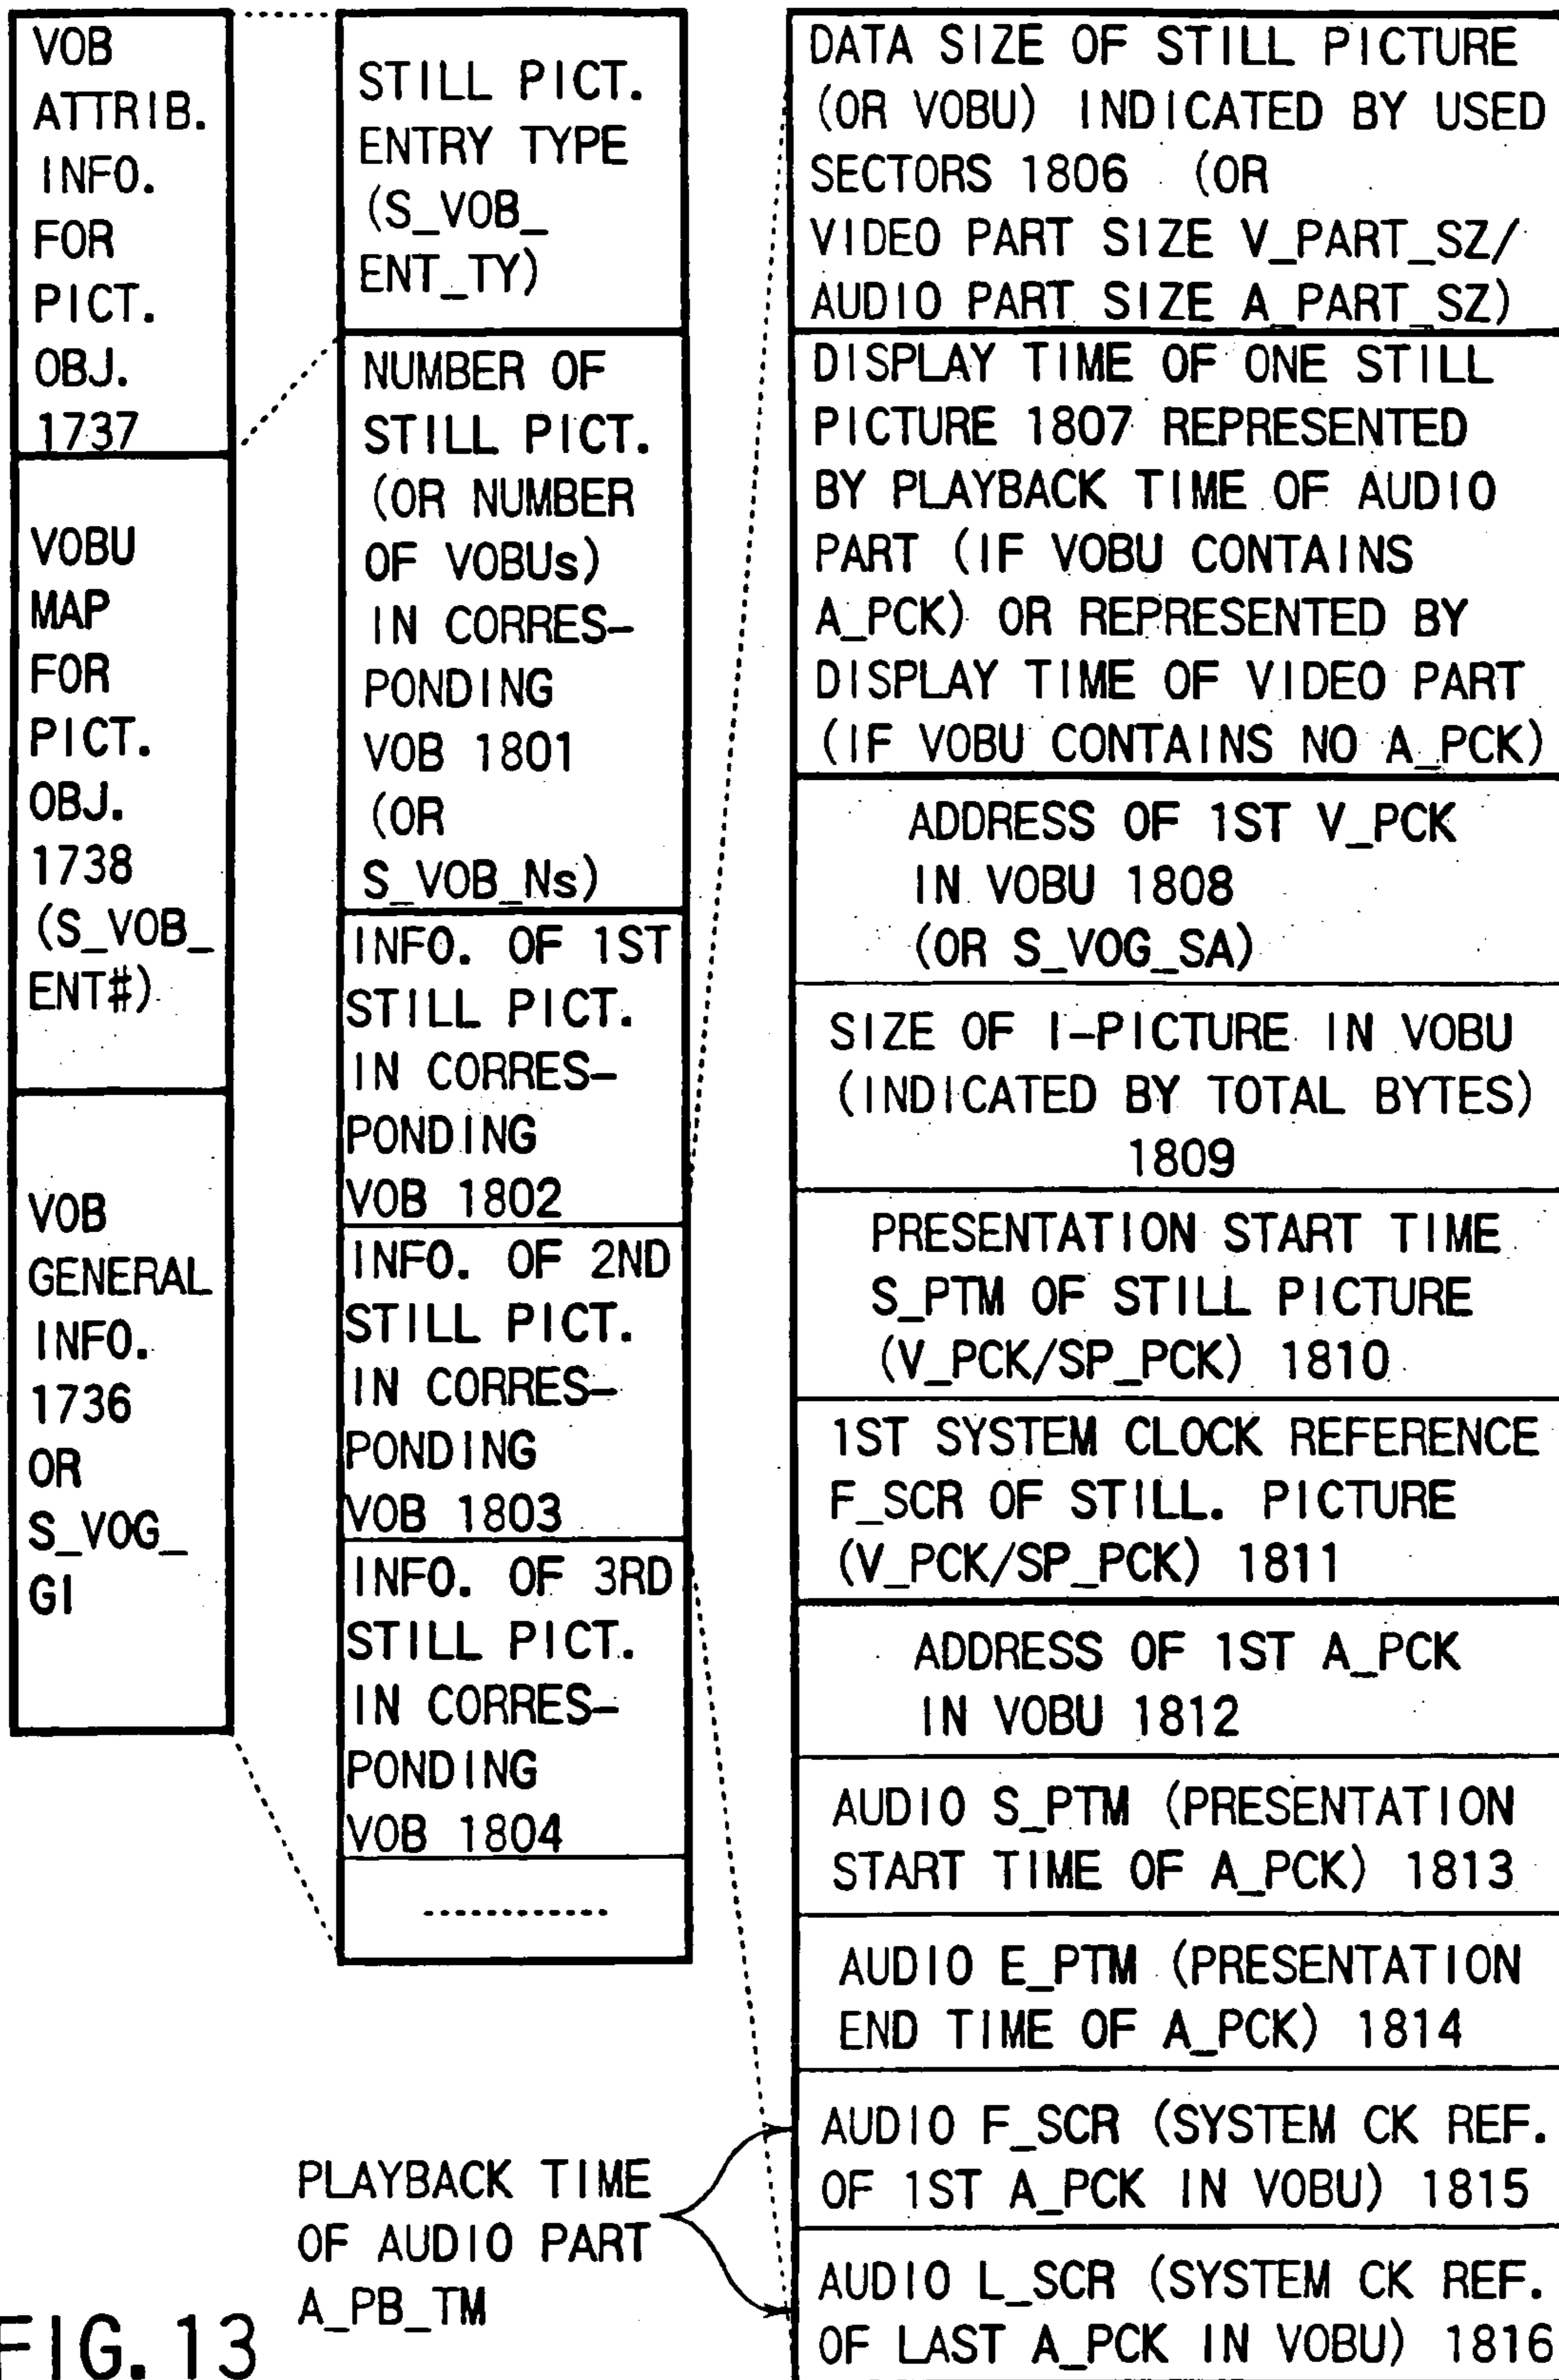 VOB
ATTRIB.
INFO.
FOR
PICT.
OBJ.
1737
VOBU
MAP
FOR
PICT.
OBJ.
1738
(S_VOB_
ENT#)
VOB
GENERAL
INFO.
1736
OR
S_VOG_
GI
STILL PICT.
ENTRY TYPE
(S_VOB_
ENT_TY)
NUMBER OF
STILL PICT.
(OR NUMBER
OF VOBUs)
IN CORRES-
PONDING
VOB 1801
(OR
S_VOB_Ns)
INFO. OF 1ST
STILL PICT.
IN CORRES-
PONDING
VOB 1802
INFO. OF 2ND
STILL PICT.
IN CORRES-
PONDING
VOB 1803
INFO. OF 3RD
STILL PICT.
IN CORRES-
PONDING
VOB 1804
DATA SIZE OF STILL PICTURE
(OR VOBU) INDICATED BY USED
SECTORS 1806 (OR
VIDEO PART SIZE V_PART_SZ/
AUDIO PART SIZE A_PART_SZ)
DISPLAY TIME OF ONE STILL
PICTURE 1807 REPRESENTED
BY PLAYBACK TIME OF AUDIO
PART (IF VOBU CONTAINS
A_PCK) OR REPRESENTED BY
DISPLAY TIME OF VIDEO PART
(IF VOBU CONTAINS NO A_PCK)
ADDRESS OF 1ST V_PCK
IN VOBU 1808
(OR S_VOG_SA)
SIZE OF I-PICTURE IN VOBU
(INDICATED BY TOTAL BYTES)
1809
PRESENTATION START TIME
S_PTM OF STILL PICTURE
(V_PCK/SP_PCK) 1810
1ST SYSTEM CLOCK REFERENCE
F_SCR OF STILL. PICTURE
(V_PCK/SP_PCK) 1811
ADDRESS OF 1ST A_PCK
IN VOBU 1812
AUDIO S_PTM (PRESENTATION
START TIME OF A_PCK) 1813
AUDIO E_PTM (PRESENTATION
END TIME OF A_PCK) 1814
AUDIO F_SCR (SYSTEM CK REF.
OF 1ST A_PCK IN VOBU) 1815
AUDIO L_SCR (SYSTEM CK REF.
OF LAST A_PCK IN VOBU) 1816
PLAYBACK TIME
OF AUDIO PART
A_PB_TM
FIG. 13